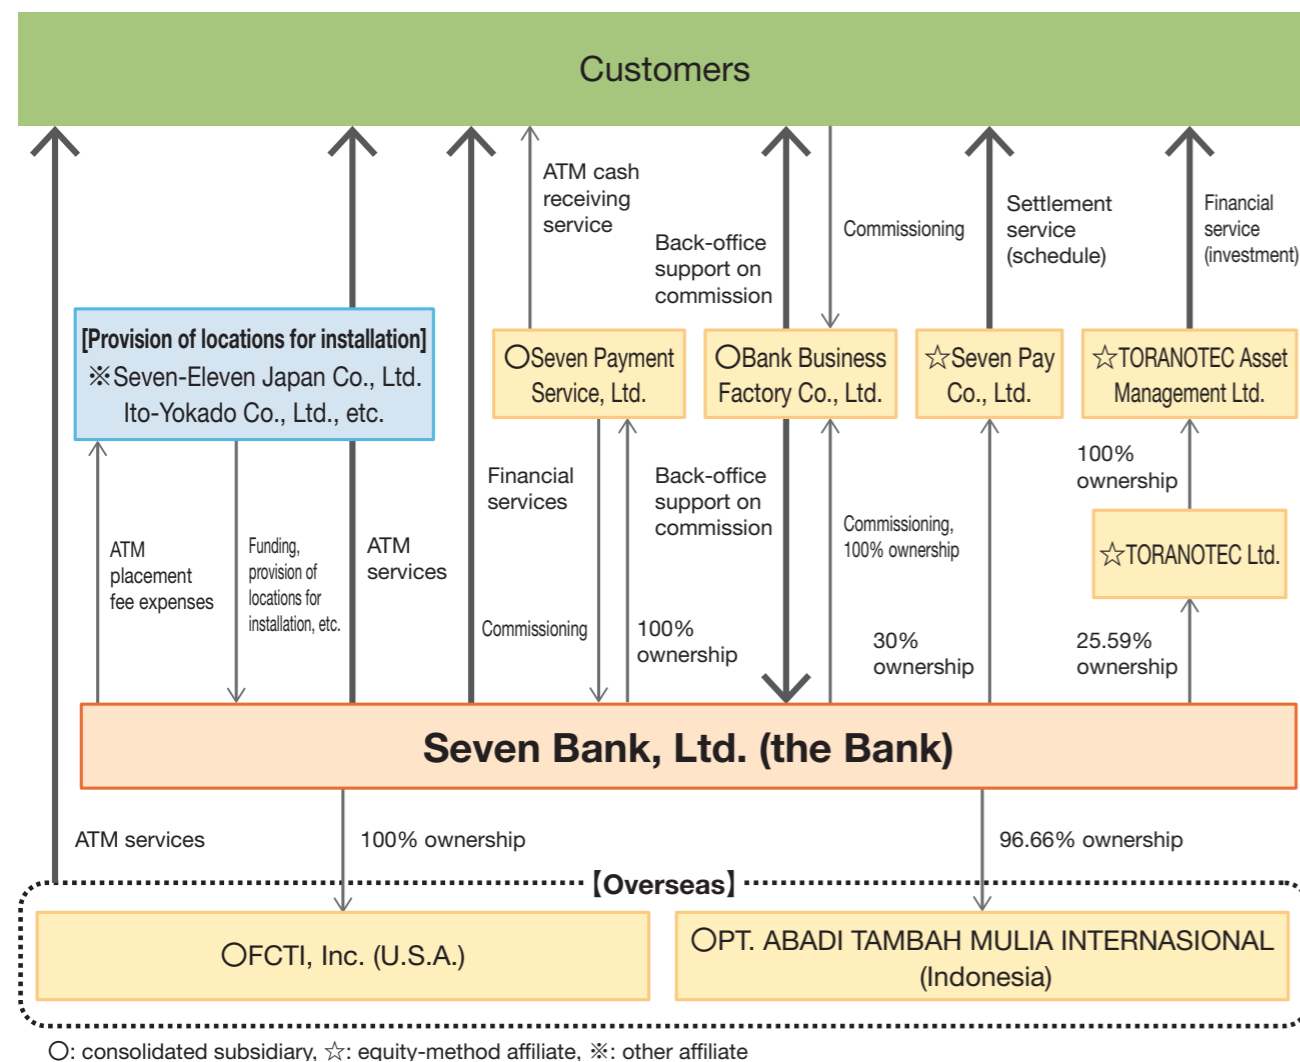 Customers
ATM cash
receiving
service
Back-office
support on
commission
Commissioning
Settlement
service
(schedule)
Financial
service
(investment)
[Provision of locations for installation]
※Seven-Eleven Japan Co., Ltd.
Ito-Yokado Co., Ltd., etc.
○Seven Payment
Service, Ltd.
○Bank Business
Factory Co., Ltd.
☆Seven Pay
Co., Ltd.
☆TORANOTEC Asset
Management Ltd.
100%
ownership
☆TORANOTEC Ltd.
ATM
placement
fee expenses
Funding,
provision of
locations for
installation, etc.
ATM
services
Financial
services
Commissioning
100%
ownership
Back-office
support on
commission
Commissioning,
100% ownership
30%
ownership
25.59%
ownership
Seven Bank, Ltd. (the Bank)
ATM services
100% ownership
96.66% ownership
【Overseas】
○FCTI, Inc. (U.S.A.)
○PT. ABADI TAMBAH MULIA INTERNASIONAL
(Indonesia)
○: consolidated subsidiary, ☆: equity-method affiliate, ※: other affiliate